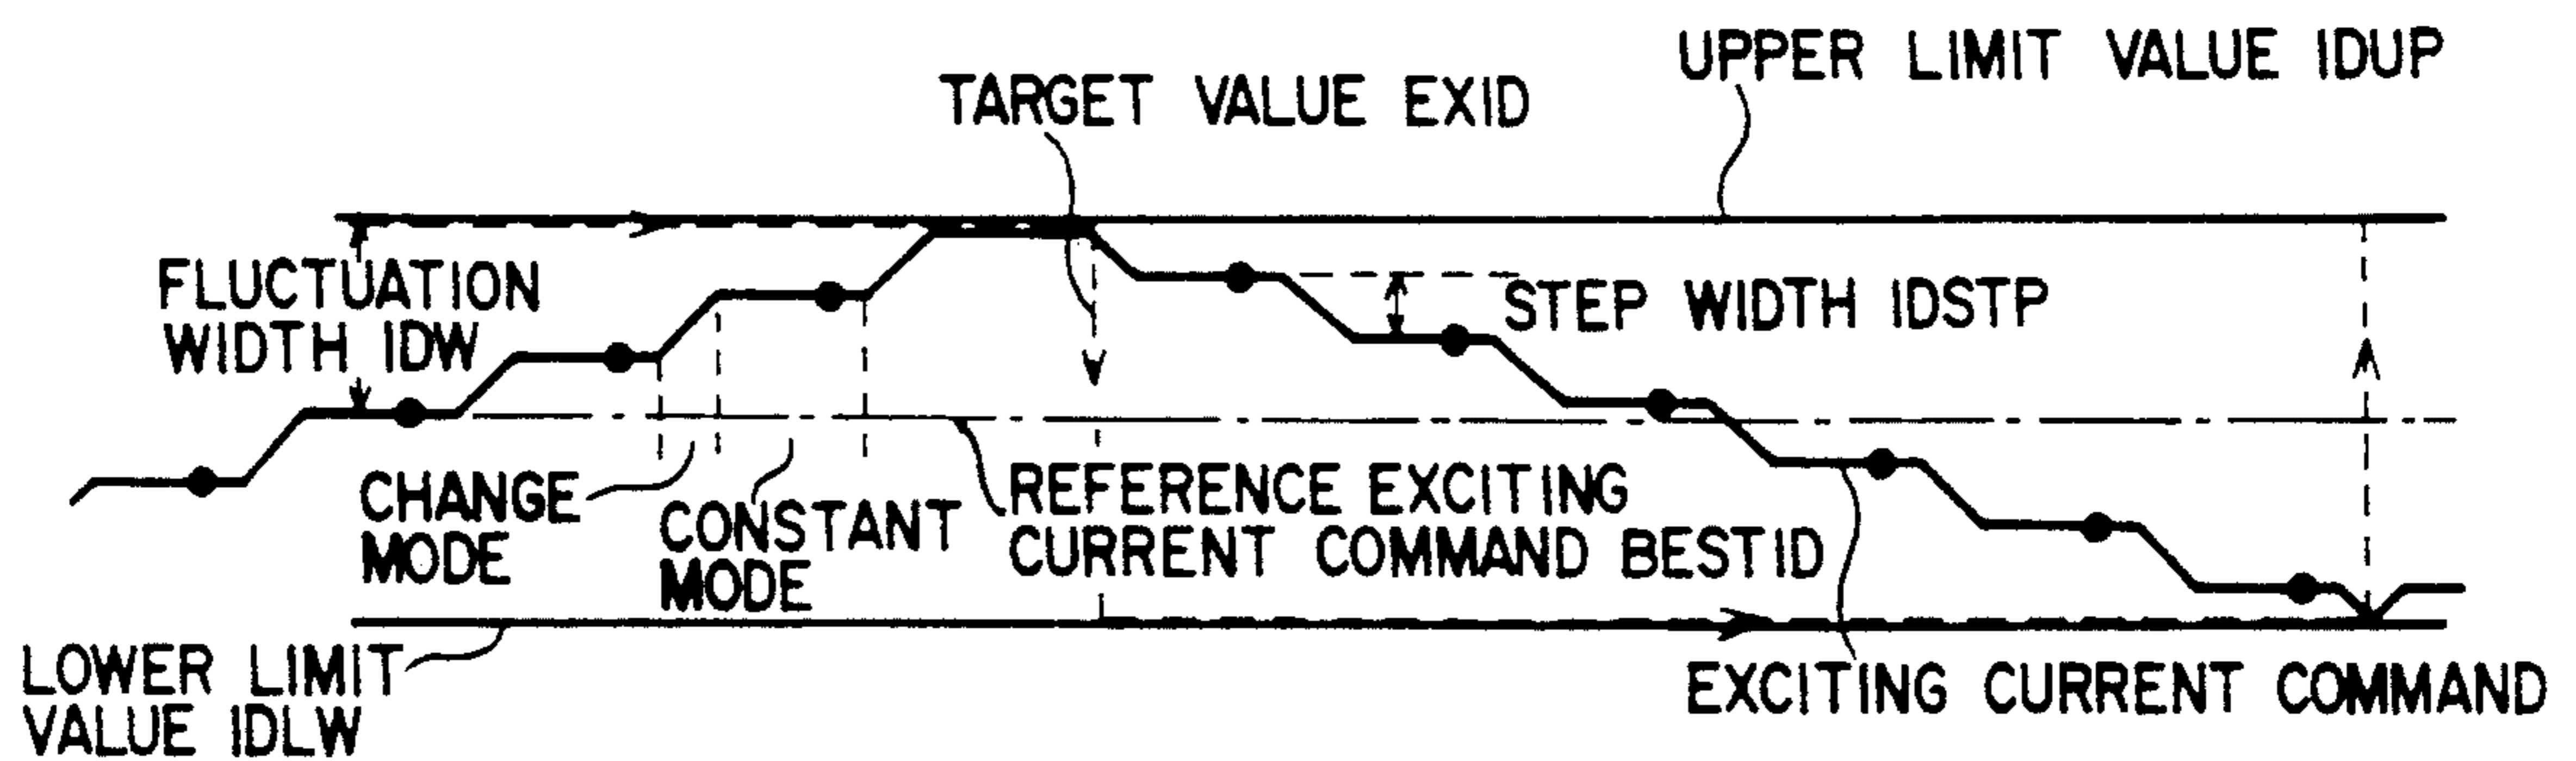 UPPER LIMIT VALUE IDUP
TARGET VALUE EXID
FLUCTUATION
WIDTH IDW
STEP WIDTH IDSTP
CHANGE
MODE
CONSTANT
MODE
REFERENCE EXCITING
CURRENT COMMAND BESTID
LOWER LIMIT
VALUE IDLW
EXCITING CURRENT COMMAND